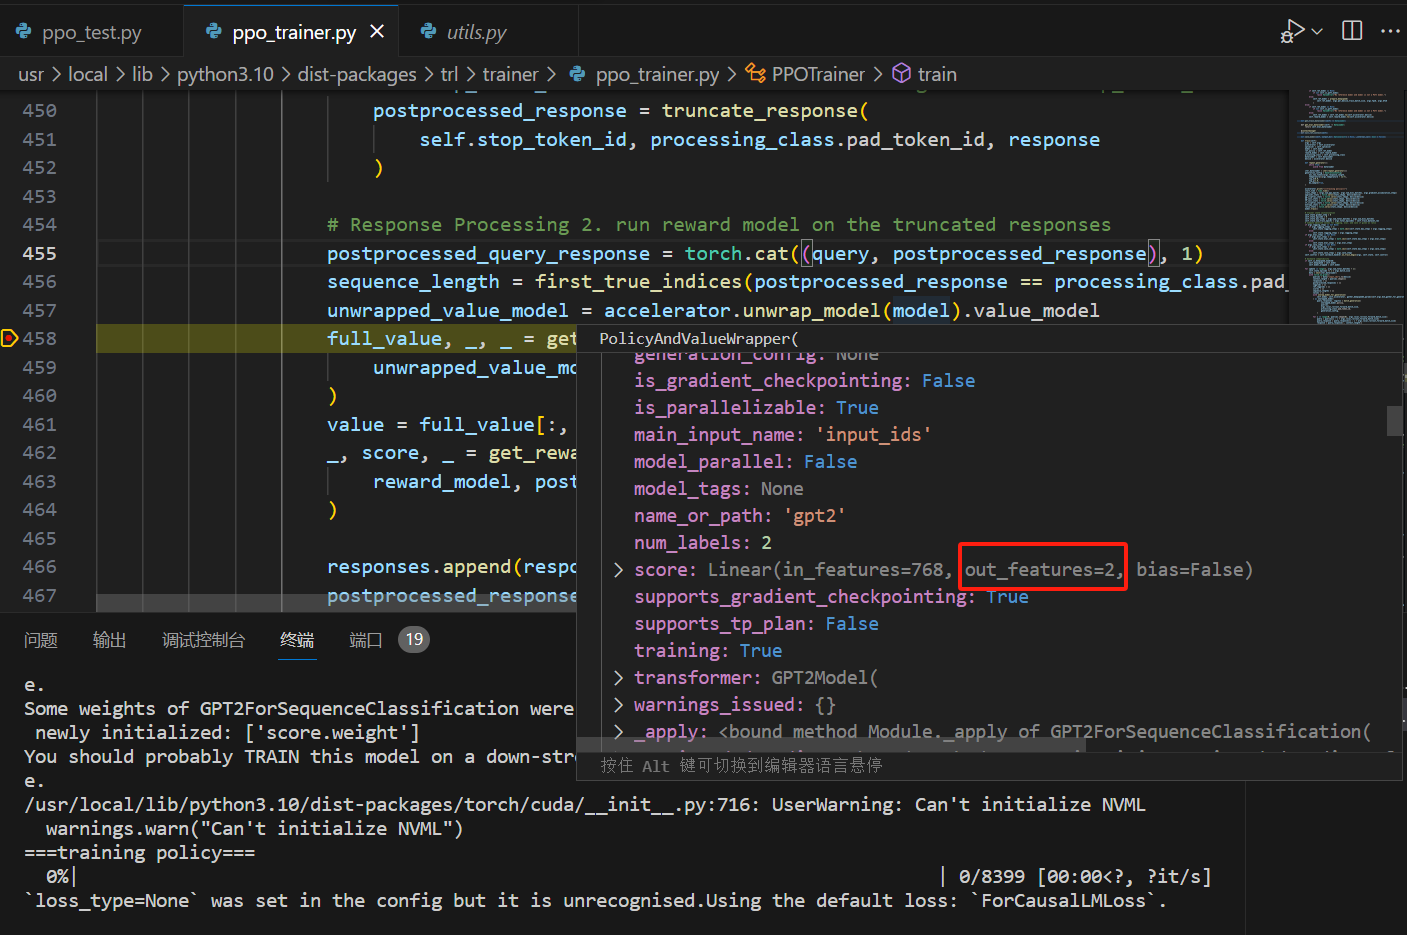 ppo_test.py
ppo_trainer.py
utils.py
usr > local > lib > python3.10 > dist-packages > trl > trainer > ppo_trainer.py > PPOTrainer > train
450 postprocessed_response = truncate_response(
451 self.stop_token_id, processing_class.pad_token_id, response
452 )
453
454 # Response Processing 2. run reward model on the truncated responses
455 postprocessed_query_response = torch.cat((query, postprocessed_response), 1)
456 sequence_length = first_true_indices(postprocessed_response == processing_class.pad_
457 unwrapped_value_model = accelerator.unwrap_model(model).value_model
458 full_value, _, _ = get
459 unwrapped_value_mo
460 )
461 value = full_value[:,
462 _, score, _ = get_rewa
463 reward_model, post
464 )
465
466 responses.append(respo
467 postprocessed_response
PolicyAndValueWrapper(
generation_config: None
is_gradient_checkpointing: False
is_parallelizable: True
main_input_name: 'input_ids'
model_parallel: False
model_tags: None
name_or_path: 'gpt2'
num_labels: 2
score: Linear(in_features=768, out_features=2, bias=False)
supports_gradient_checkpointing: True
supports_tp_plan: False
training: True
transformer: GPT2Model(
warnings_issued: {}
_apply: <bound method Module._apply of GPT2ForSequenceClassification(
按住 Alt 键可切换到编辑器语言悬停
问题 输出 调试控制台 终端 端口 19
e.
Some weights of GPT2ForSequenceClassification were
newly initialized: ['score.weight']
You should probably TRAIN this model on a down-stre
e.
/usr/local/lib/python3.10/dist-packages/torch/cuda/__init__.py:716: UserWarning: Can't initialize NVML
warnings.warn("Can't initialize NVML")
===training policy===
0%| | 0/8399 [00:00<?, ?it/s]
`loss_type=None` was set in the config but it is unrecognised.Using the default loss: `ForCausalLMLoss`.